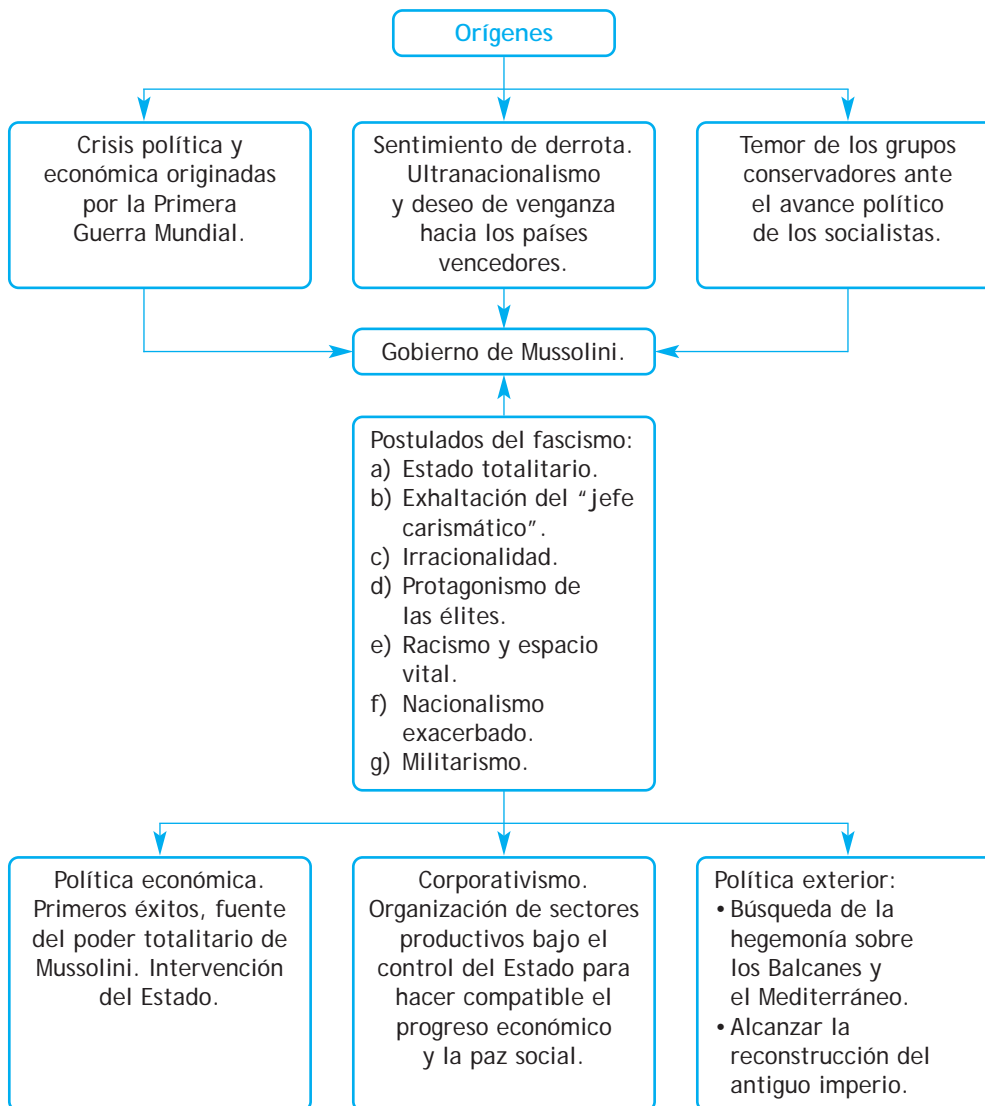 Orígenes
Crisis política y
económica originadas
por la Primera
Guerra Mundial.
Sentimiento de derrota.
Ultranacionalismo
y deseo de venganza
hacia los países
vencedores.
Temor de los grupos
conservadores ante
el avance político
de los socialistas.
Gobierno de Mussolini.
Postulados del fascismo:
a) Estado totalitario.
b) Exhaltación del "jefe
carismático".
c) Irracionalidad.
d) Protagonismo de
las élites.
e) Racismo y espacio
vital.
f) Nacionalismo
exacerbado.
g) Militarismo.
Política económica.
Primeros éxitos, fuente
del poder totalitario de
Mussolini. Intervención
del Estado.
Corporativismo.
Organización de sectores
productivos bajo el
control del Estado para
hacer compatible el
progreso económico
y la paz social.
Política exterior:
• Búsqueda de la
hegemonía sobre
los Balcanes y
el Mediterráneo.
• Alcanzar la
reconstrucción del
antiguo imperio.